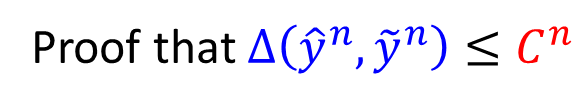 Proof that Δ(ŷⁿ, ỹⁿ) ≤ Cⁿ